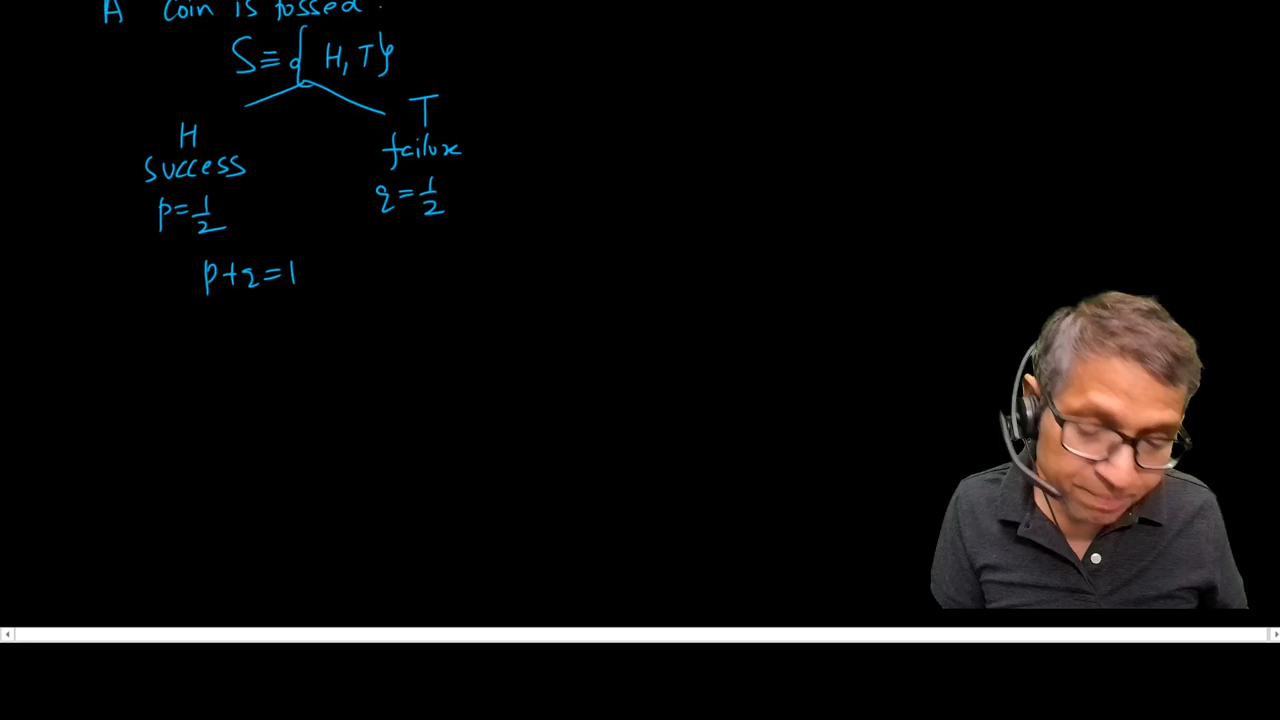 A Coin is tossed.
S ≡ { H, T }
H T
success failure
p = 1/2 q = 1/2
p + q = 1